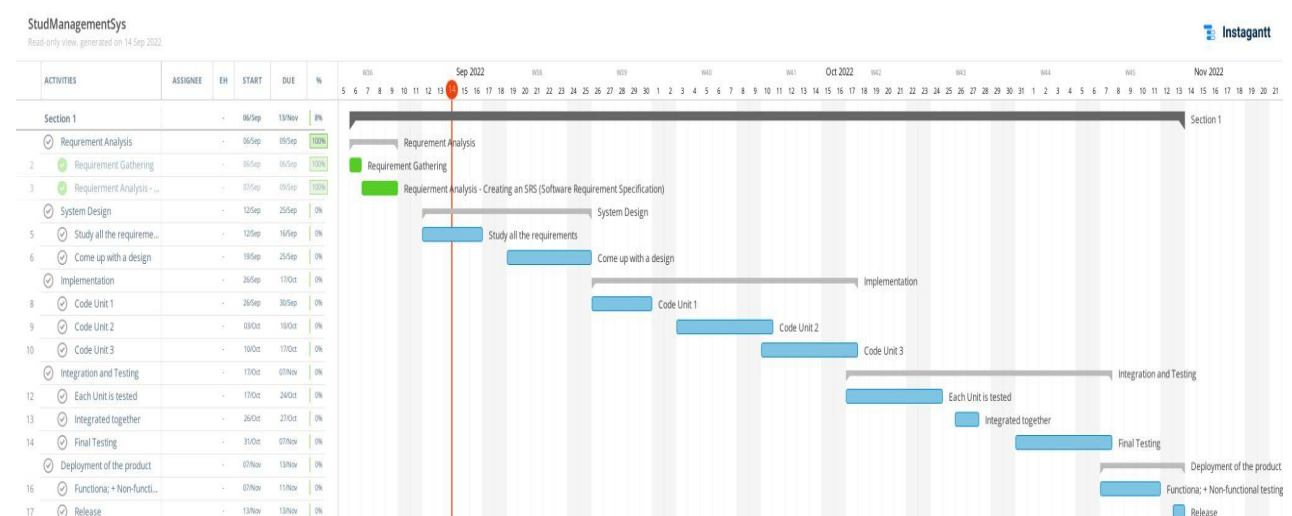 StudManagementSys
Read-only view, generated on 14 Sep 2022
Instagantt
ACTIVITIES ASSIGNEE EH START DUE %
W36 Sep 2022 W38 W39 W40 W41 Oct 2022 W42 W43 W44 W45 Nov 2022
5 6 7 8 9 10 11 12 13 14 15 16 17 18 19 20 21 22 23 24 25 26 27 28 29 30 1 2 3 4 5 6 7 8 9 10 11 12 13 14 15 16 17 18 19 20 21 22 23 24 25 26 27 28 29 30 31 1 2 3 4 5 6 7 8 9 10 11 12 13 14 15 16 17 18 19 20 21
Section 1 - 06/Sep 13/Nov 8% Section 1
Requrement Analysis - 06/Sep 09/Sep 100% Requrement Analysis
2 Requirement Gathering - 06/Sep 06/Sep 100% Requirement Gathering
3 Requierment Analysis - ... - 07/Sep 09/Sep 100% Requierment Analysis - Creating an SRS (Software Requirement Specification)
System Design - 12/Sep 25/Sep 0% System Design
5 Study all the requireme... - 12/Sep 16/Sep 0% Study all the requirements
6 Come up with a design - 19/Sep 25/Sep 0% Come up with a design
Implementation - 26/Sep 17/Oct 0% Implementation
8 Code Unit 1 - 26/Sep 30/Sep 0% Code Unit 1
9 Code Unit 2 - 03/Oct 10/Oct 0% Code Unit 2
10 Code Unit 3 - 10/Oct 17/Oct 0% Code Unit 3
Integration and Testing - 17/Oct 07/Nov 0% Integration and Testing
12 Each Unit is tested - 17/Oct 24/Oct 0% Each Unit is tested
13 Integrated together - 26/Oct 27/Oct 0% Integrated together
14 Final Testing - 31/Oct 07/Nov 0% Final Testing
Deployment of the product - 07/Nov 13/Nov 0% Deployment of the product
16 Functiona; + Non-functi... - 07/Nov 11/Nov 0% Functiona; + Non-functional testing
17 Release - 13/Nov 13/Nov 0% Release